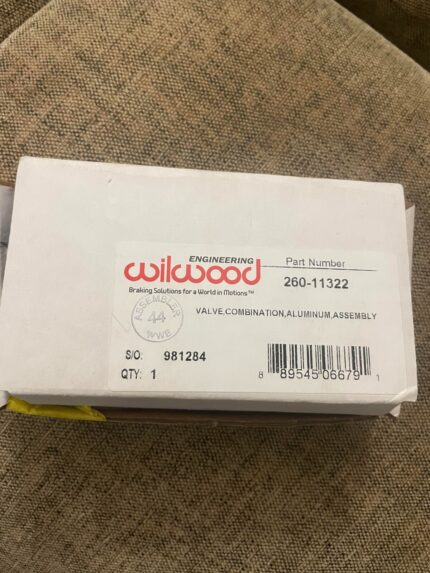 ENGINEERING
wilwood
Braking Solutions for a World in Motions™
Part Number
260-11322
ASSEMBLER
44
WWE
VALVE,COMBINATION,ALUMINUM,ASSEMBLY
S/O: 981284
QTY: 1
8 89545 06679 1